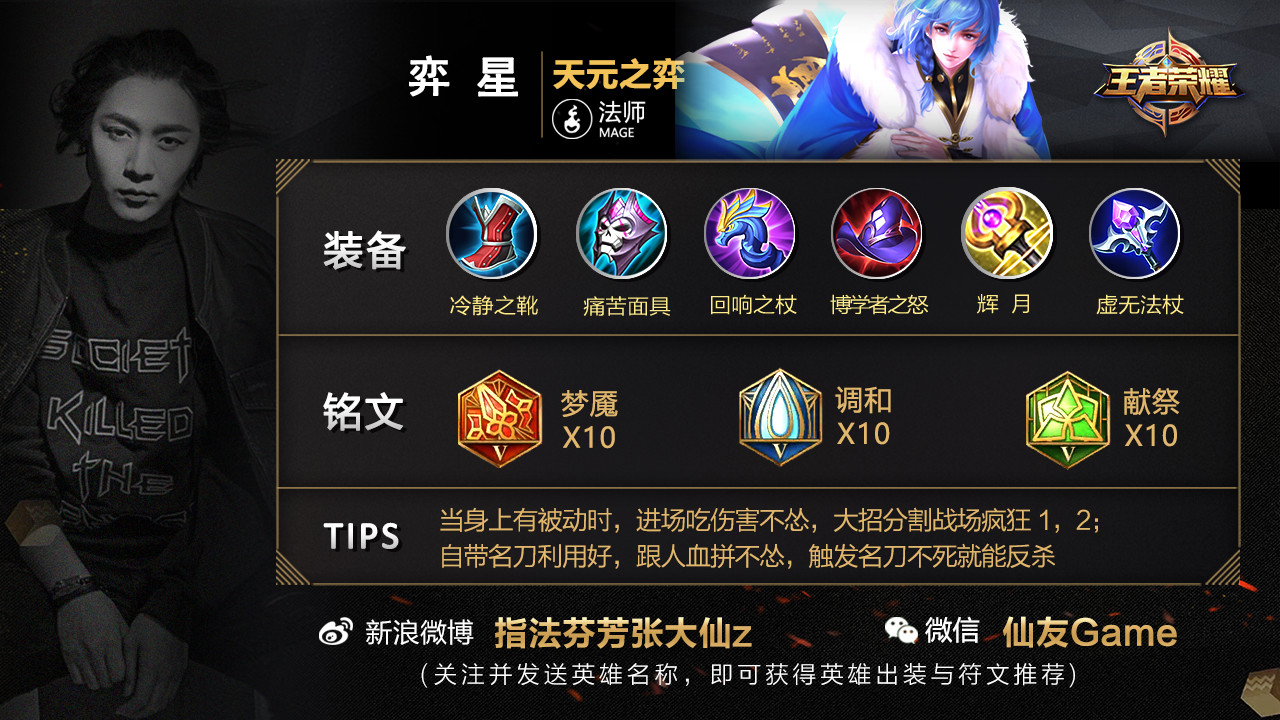 弈 星
天元之弈
法师
MAGE
王者荣耀
装备
冷静之靴
痛苦面具
回响之杖
博学者之怒
辉 月
虚无法杖
铭文
V
梦魇
X10
V
调和
X10
V
献祭
X10
TIPS
当身上有被动时，进场吃伤害不怂，大招分割战场疯狂 1，2；
自带名刀利用好，跟人血拼不怂，触发名刀不死就能反杀
SOCIET
KILLED
THE
新浪微博 指法芬芳张大仙z
微信 仙友Game
（关注并发送英雄名称，即可获得英雄出装与符文推荐）